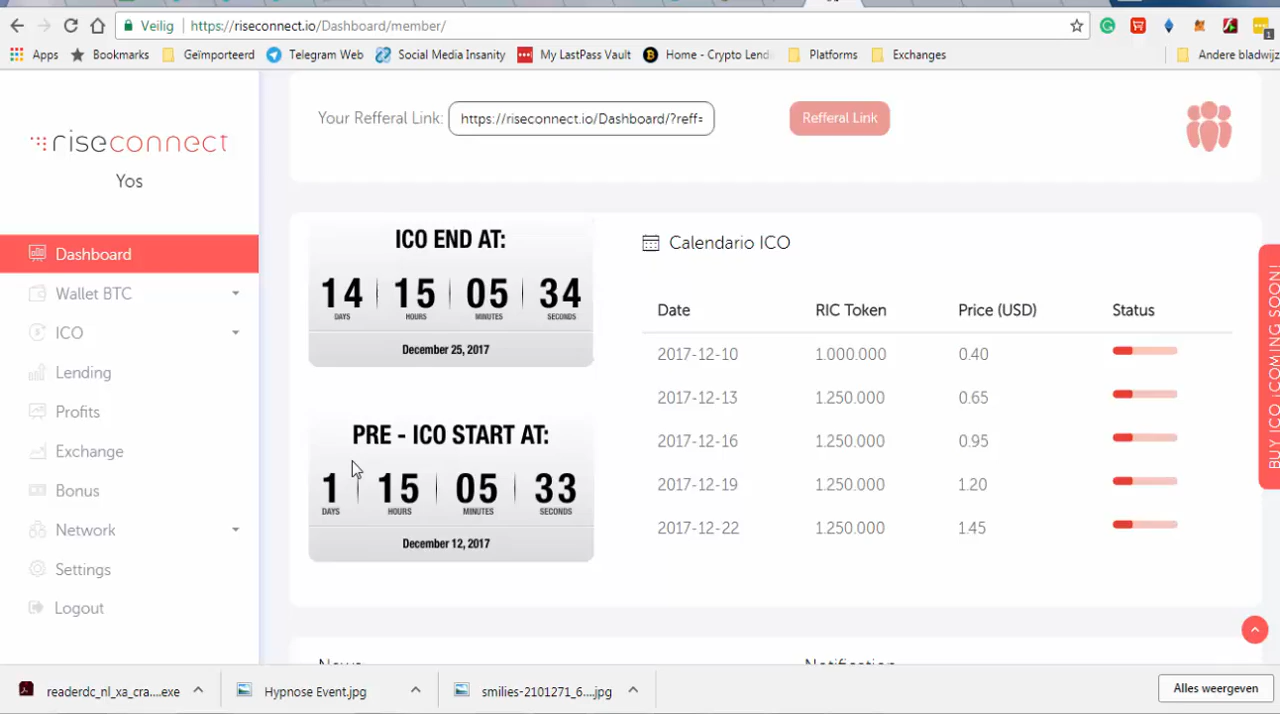 Veilig https://riseconnect.io/Dashboard/member/
Apps Bookmarks Geïmporteerd Telegram Web Social Media Insanity My LastPass Vault Home - Crypto Lendi Platforms Exchanges Andere bladwijz
1
riseconnect
Yos
Dashboard
Wallet BTC
ICO
Lending
Profits
Exchange
Bonus
Network
Settings
Logout
Your Refferal Link: https://riseconnect.io/Dashboard/?reff= Refferal Link
ICO END AT:
14 15 05 34
DAYS HOURS MINUTES SECONDS
December 25, 2017
PRE - ICO START AT:
1 15 05 33
DAYS HOURS MINUTES SECONDS
December 12, 2017
Calendario ICO
Date RIC Token Price (USD) Status
2017-12-10 1.000.000 0.40
2017-12-13 1.250.000 0.65
2017-12-16 1.250.000 0.95
2017-12-19 1.250.000 1.20
2017-12-22 1.250.000 1.45
BUY ICO ¡COMING SOON!
News Notification
readerdc_nl_xa_cra....exe Hypnose Event.jpg smilies-2101271_6....jpg Alles weergeven